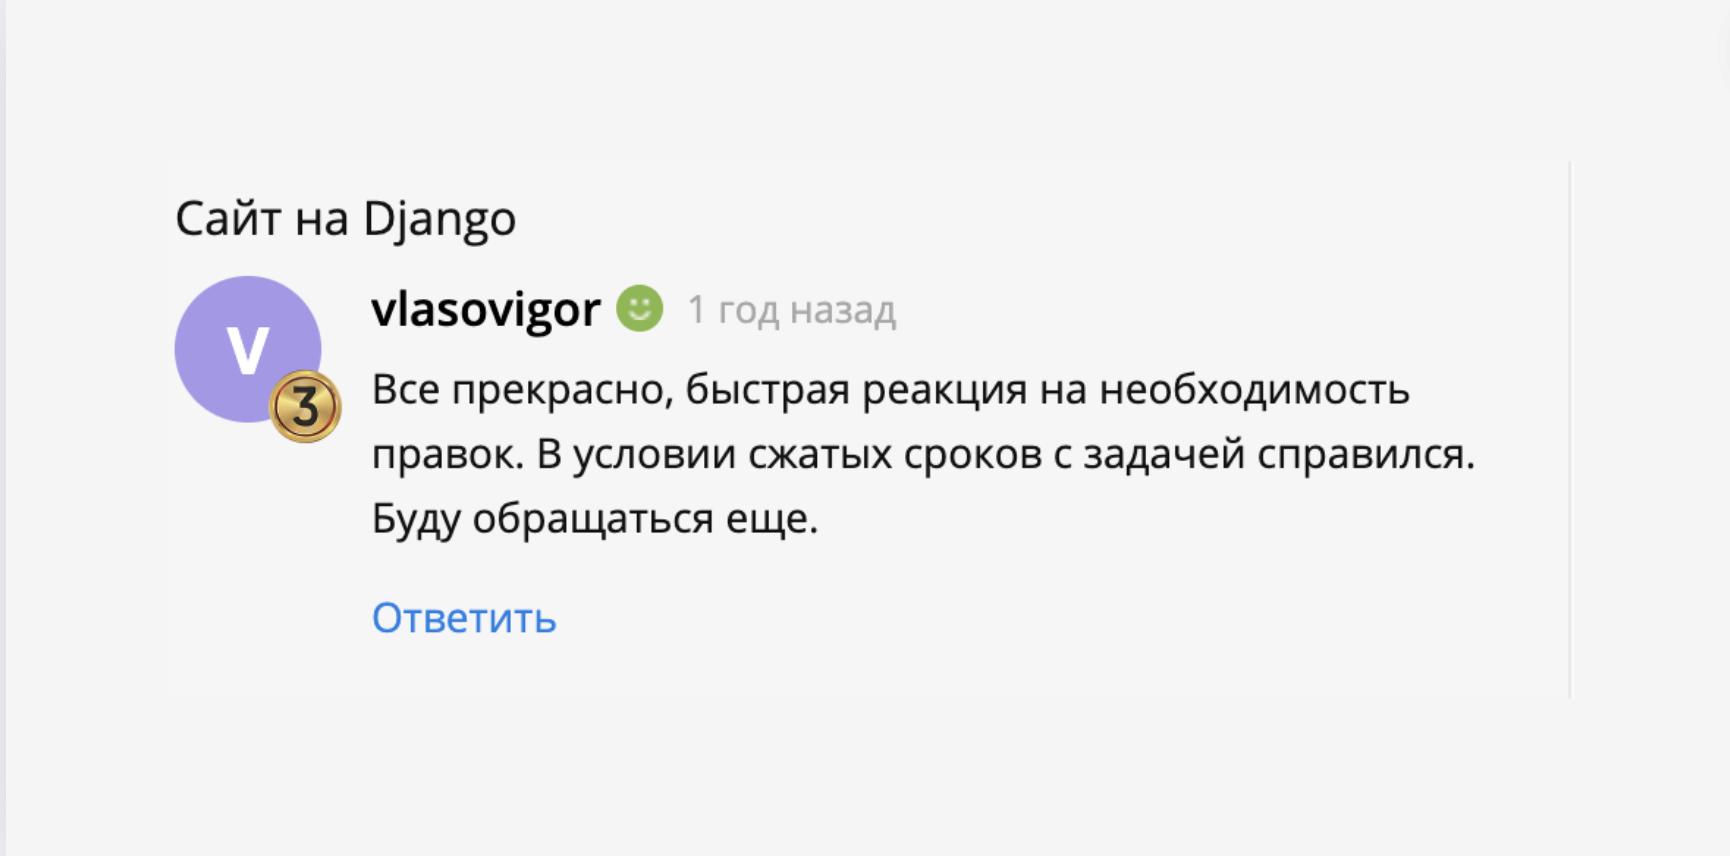 Сайт на Django
V
3
vlasovigor 1 год назад
Все прекрасно, быстрая реакция на необходимость
правок. В условии сжатых сроков с задачей справился.
Буду обращаться еще.
Ответить